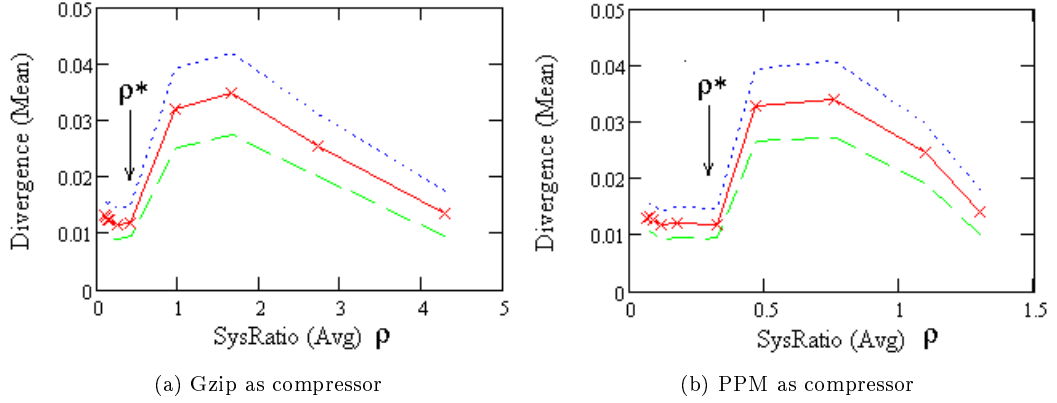 0.05
0.04
0.03
0.02
0.01
0
Divergence (Mean)
ρ*
0 1 2 3 4 5
SysRatio (Avg) ρ
(a) Gzip as compressor
0.05
0.04
0.03
0.02
0.01
0
Divergence (Mean)
ρ*
0 0.5 1 1.5
SysRatio (Avg) ρ
(b) PPM as compressor